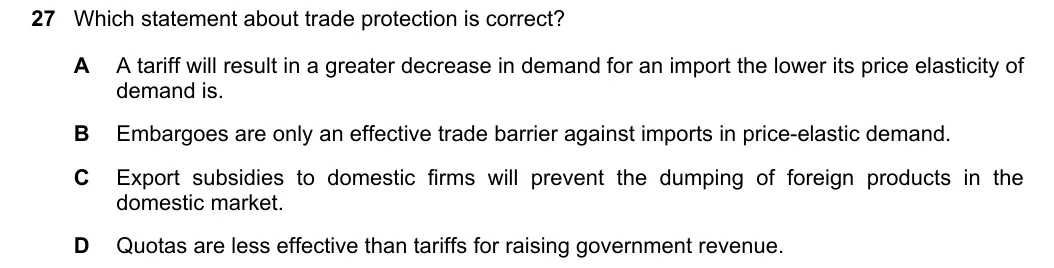 27 Which statement about trade protection is correct?
A A tariff will result in a greater decrease in demand for an import the lower its price elasticity of
demand is.
B Embargoes are only an effective trade barrier against imports in price-elastic demand.
C Export subsidies to domestic firms will prevent the dumping of foreign products in the
domestic market.
D Quotas are less effective than tariffs for raising government revenue.